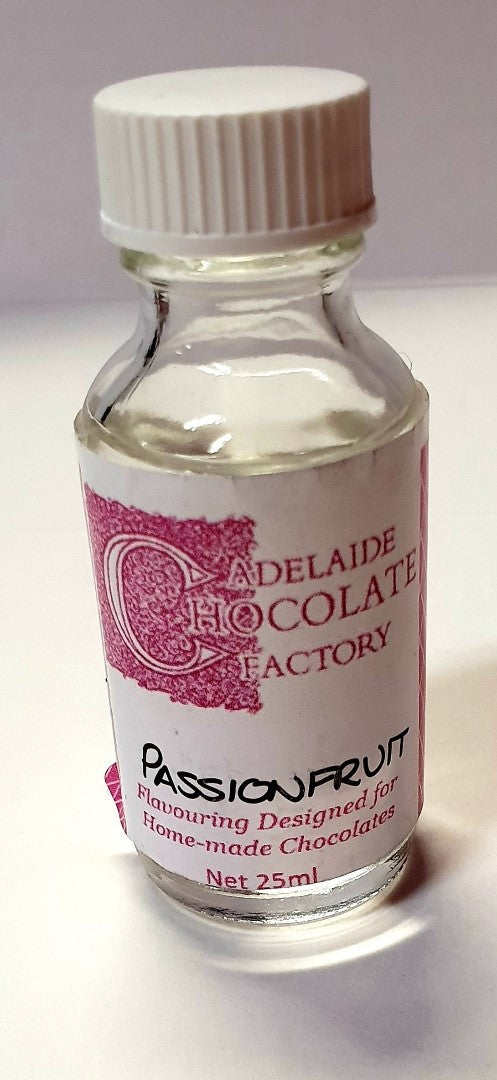 ADELAIDE
CHOCOLATE
FACTORY
PASSIONFRUIT
Flavouring Designed for
Home-made Chocolates
Net 25ml